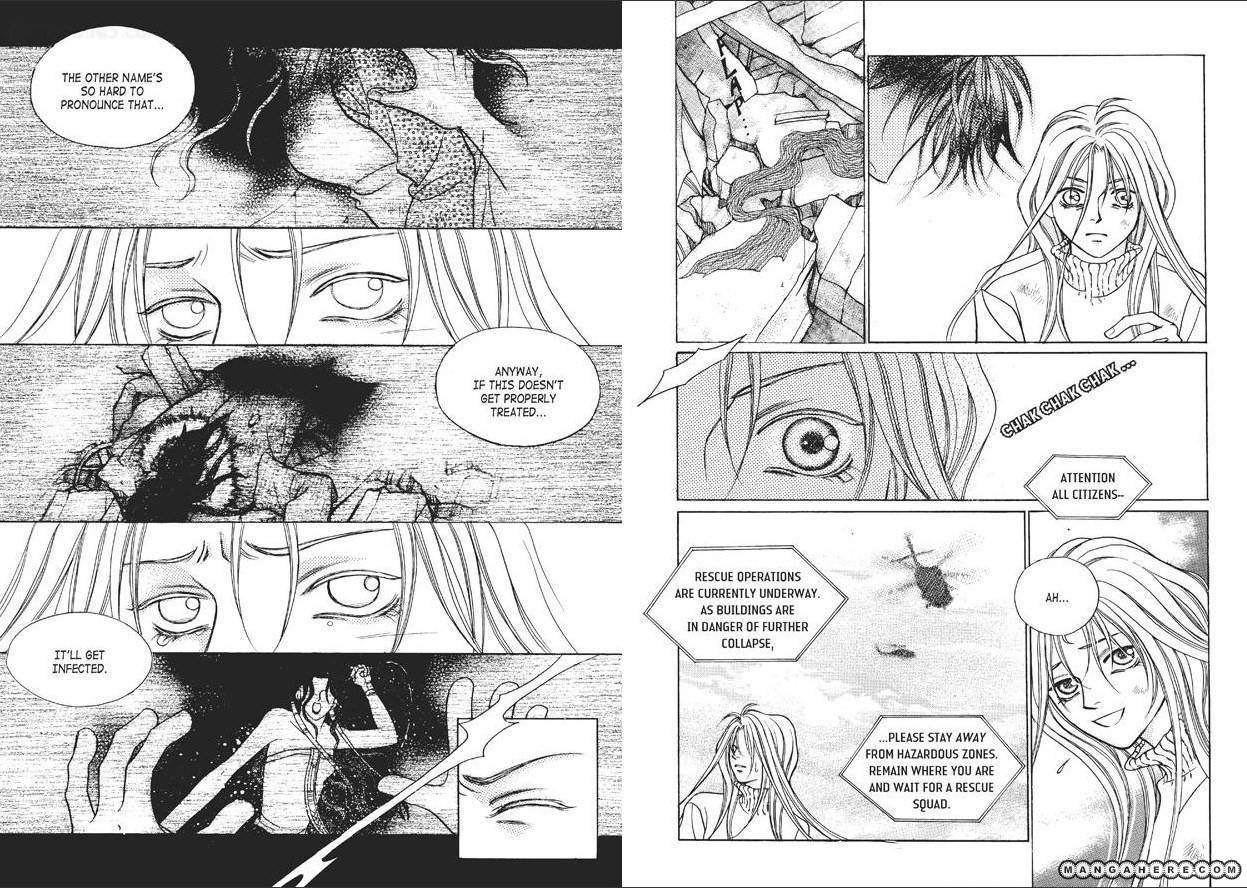 THE OTHER NAME'S
SO HARD TO
PRONOUNCE THAT...
ANYWAY,
IF THIS DOESN'T
GET PROPERLY
TREATED...
IT'LL GET
INFECTED.
CHAK CHAK CHAK...
ATTENTION
ALL CITIZENS--
RESCUE OPERATIONS
ARE CURRENTLY UNDERWAY.
AS BUILDINGS ARE
IN DANGER OF FURTHER
COLLAPSE,
...PLEASE STAY AWAY
FROM HAZARDOUS ZONES.
REMAIN WHERE YOU ARE
AND WAIT FOR A RESCUE
SQUAD.
AH...
MANGAHERE.COM